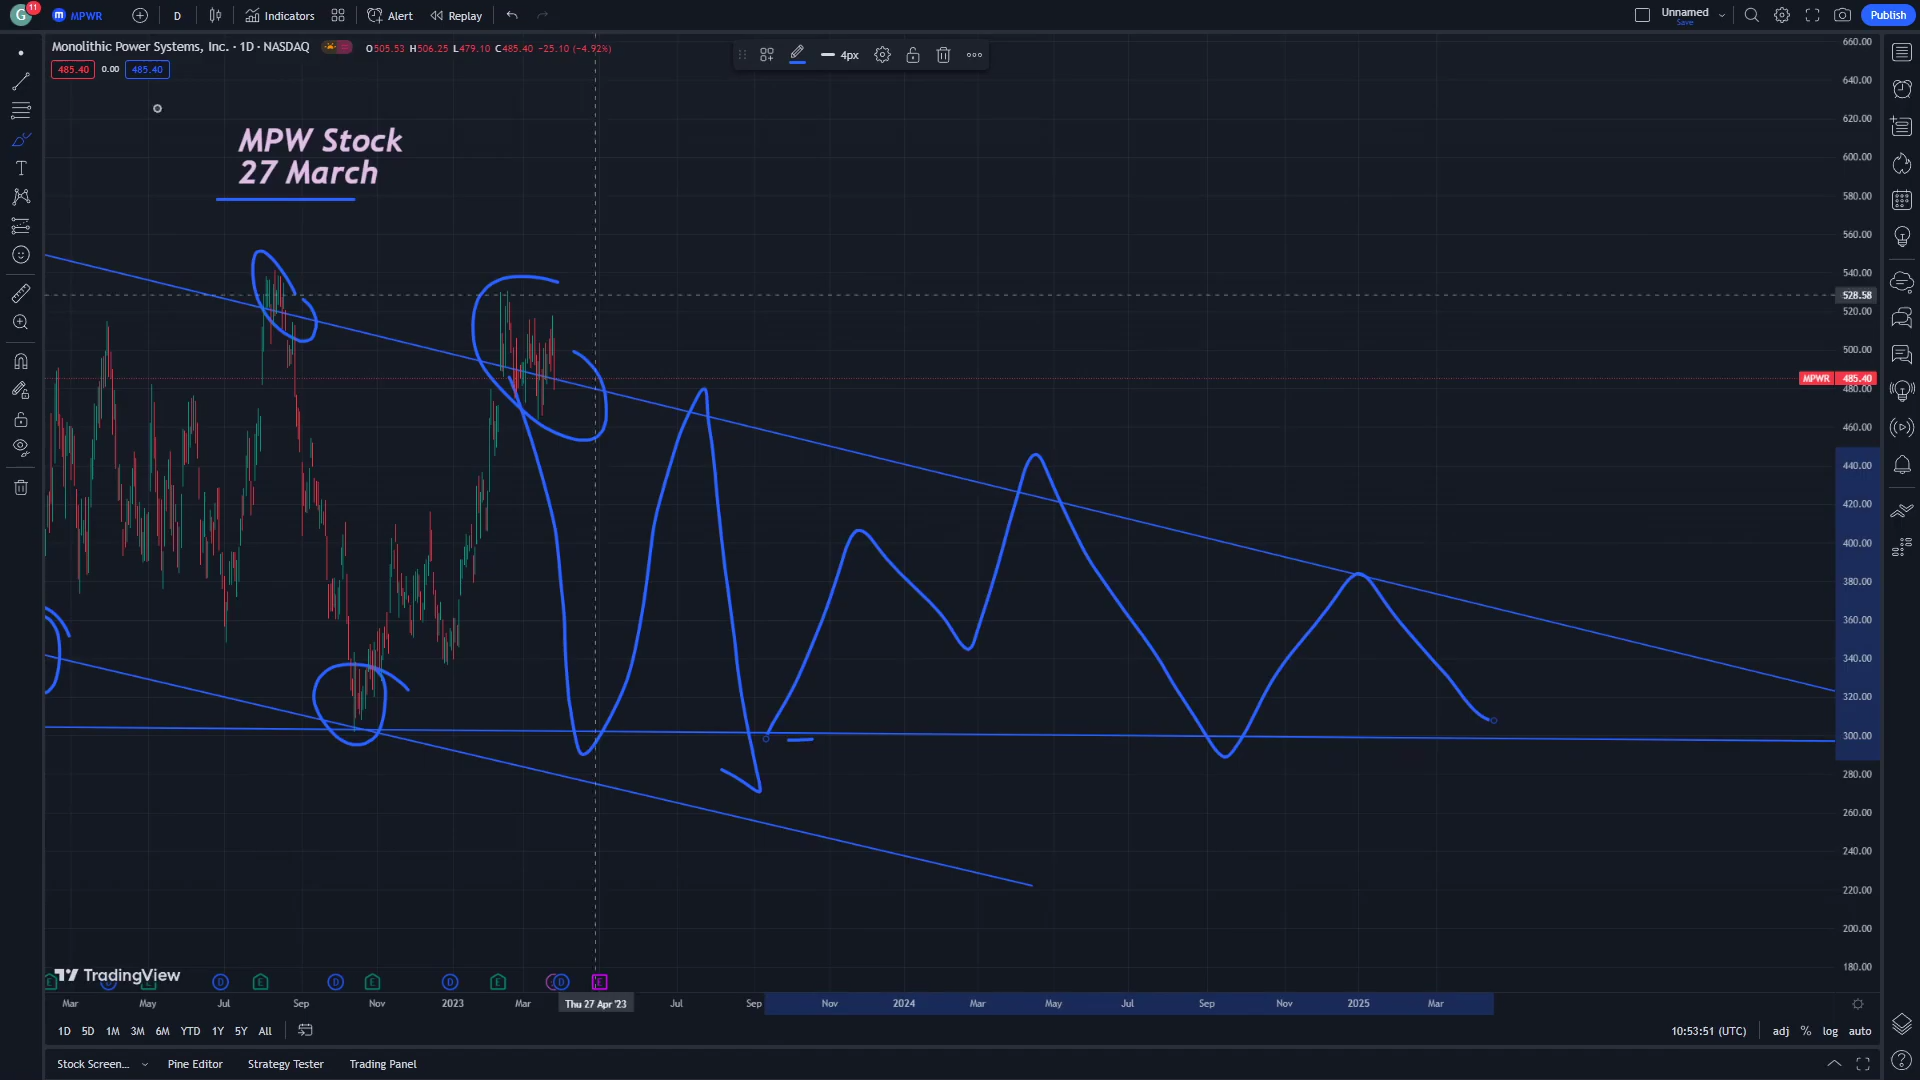 G 11 m MPWR D Indicators Alert Replay Unnamed Save Publish
Monolithic Power Systems, Inc. · 1D · NASDAQ O505.53 H506.25 L479.10 C485.40 −25.10 (−4.92%)
485.40 0.00 485.40
4px
MPW Stock
27 March
660.00
640.00
620.00
600.00
580.00
560.00
540.00
528.58
520.00
500.00
MPWR 485.40
480.00
460.00
440.00
420.00
400.00
380.00
360.00
340.00
320.00
300.00
280.00
260.00
240.00
220.00
200.00
180.00
TradingView
E D E D E D E D E D E
Mar May Jul Sep Nov 2023 Mar Thu 27 Apr '23 Jul Sep Nov 2024 Mar May Jul Sep Nov 2025 Mar
1D 5D 1M 3M 6M YTD 1Y 5Y All 10:53:51 (UTC) adj % log auto
Stock Screen... Pine Editor Strategy Tester Trading Panel